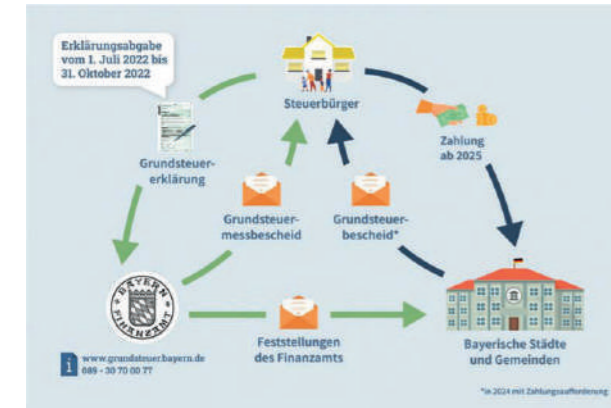 Erklärungsabgabe
vom 1. Juli 2022 bis
31. Oktober 2022
Steuerbürger
Grundsteuer-
erklärung
Zahlung
ab 2025
Grundsteuer-
messbescheid
Grundsteuer-
bescheid*
BAYERN
FINANZAMT
Feststellungen
des Finanzamts
Bayerische Städte
und Gemeinden
www.grundsteuer.bayern.de
089 - 30 70 00 77
*in 2024 mit Zahlungsaufforderung